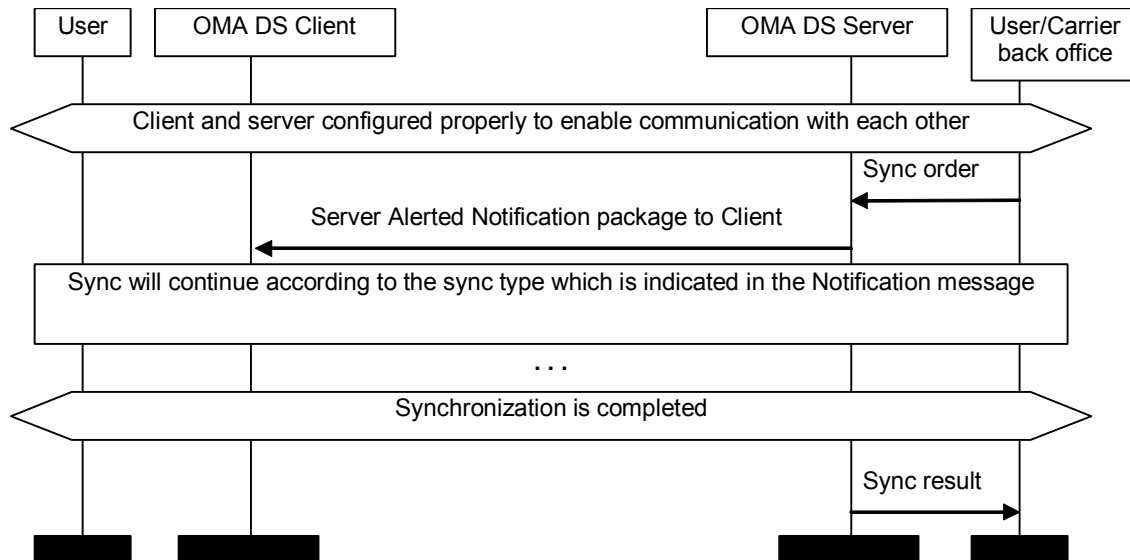 User
OMA DS Client
OMA DS Server
User/Carrier
back office
Client and server configured properly to enable communication with each other
Sync order
Server Alerted Notification package to Client
Sync will continue according to the sync type which is indicated in the Notification message
. . .
Synchronization is completed
Sync result